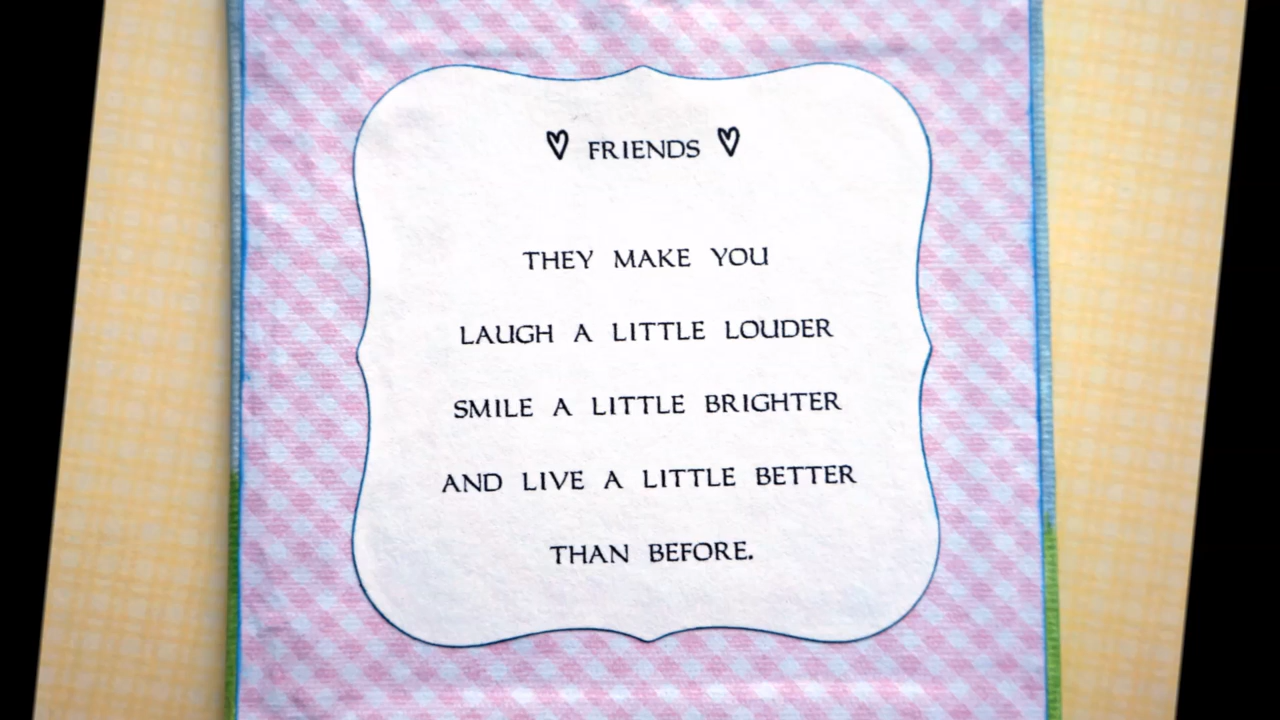 ♡ FRIENDS ♡
THEY MAKE YOU
LAUGH A LITTLE LOUDER
SMILE A LITTLE BRIGHTER
AND LIVE A LITTLE BETTER
THAN BEFORE.